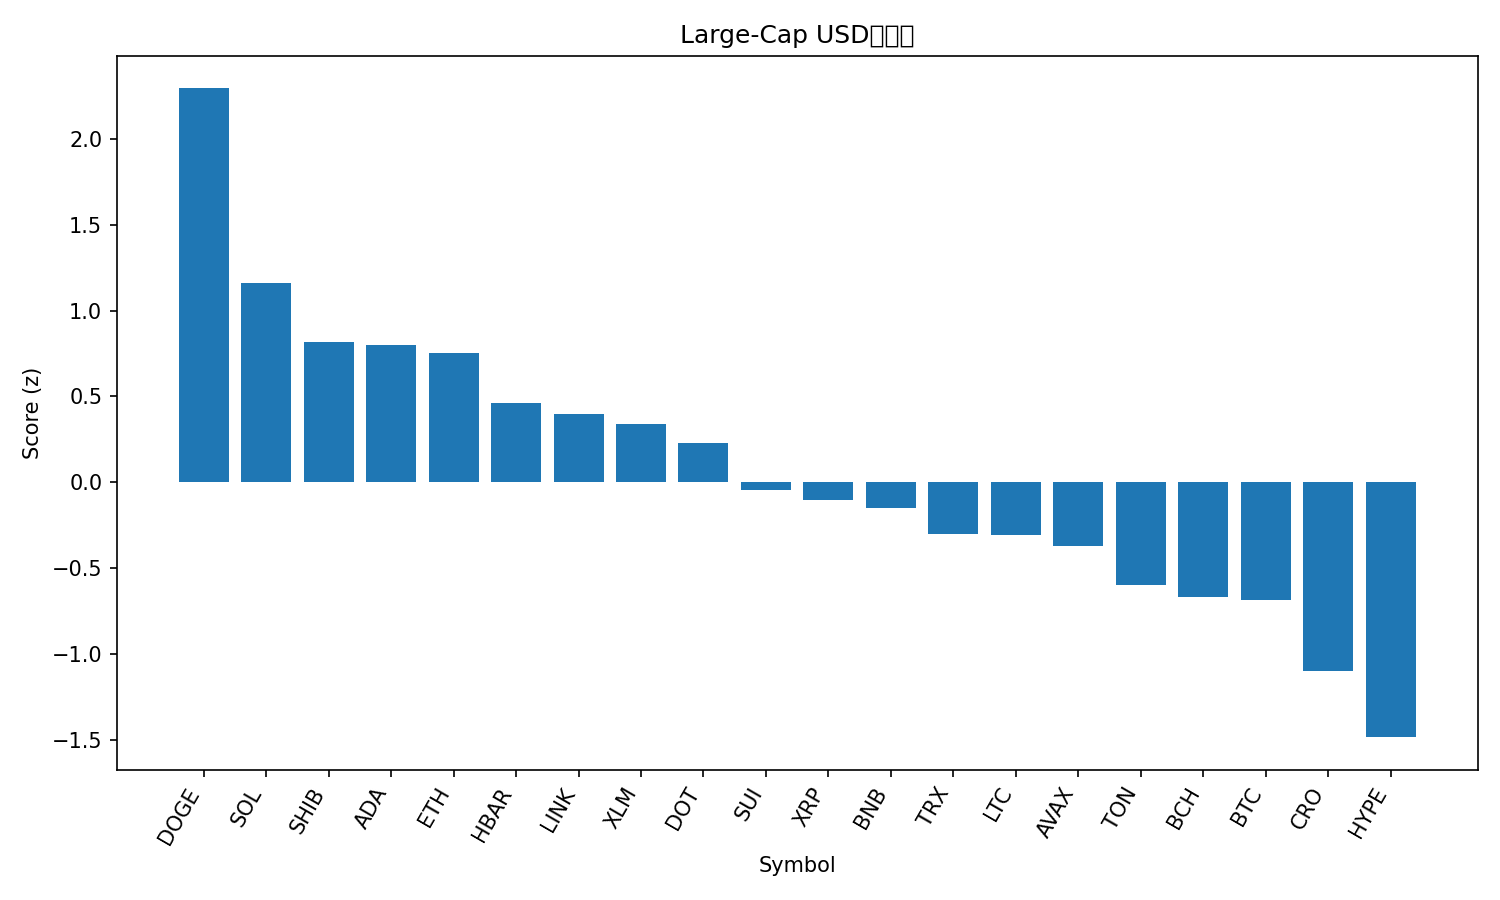 Large-Cap USD
Score (z)
2.0
1.5
1.0
0.5
0.0
−0.5
−1.0
−1.5
DOGE
SOL
SHIB
ADA
ETH
HBAR
LINK
XLM
DOT
SUI
XRP
BNB
TRX
LTC
AVAX
TON
BCH
BTC
CRO
HYPE
Symbol